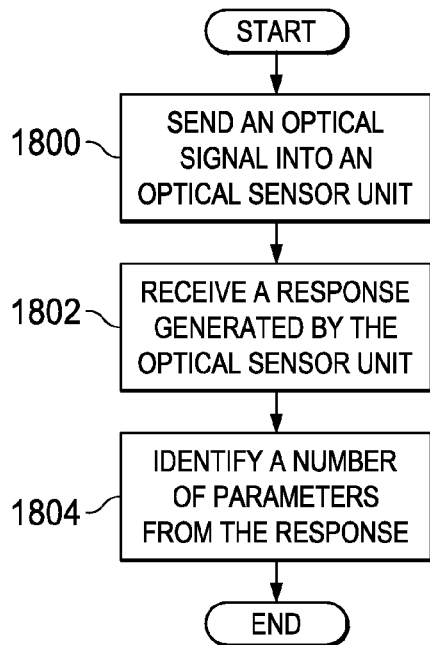 START
1800
SEND AN OPTICAL
SIGNAL INTO AN
OPTICAL SENSOR UNIT
1802
RECEIVE A RESPONSE
GENERATED BY THE
OPTICAL SENSOR UNIT
1804
IDENTIFY A NUMBER
OF PARAMETERS
FROM THE RESPONSE
END